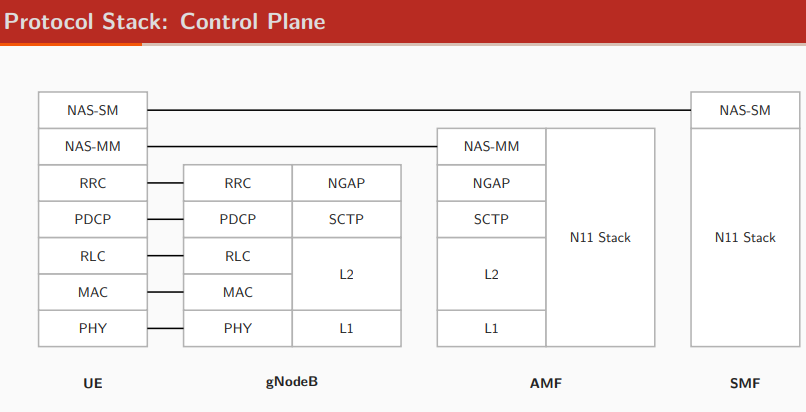 Protocol Stack: Control Plane
NAS-SM NAS-SM
NAS-MM NAS-MM
RRC RRC NGAP NGAP
PDCP PDCP SCTP SCTP
N11 Stack N11 Stack
RLC RLC
L2 L2
MAC MAC
PHY PHY L1 L1
UE gNodeB AMF SMF